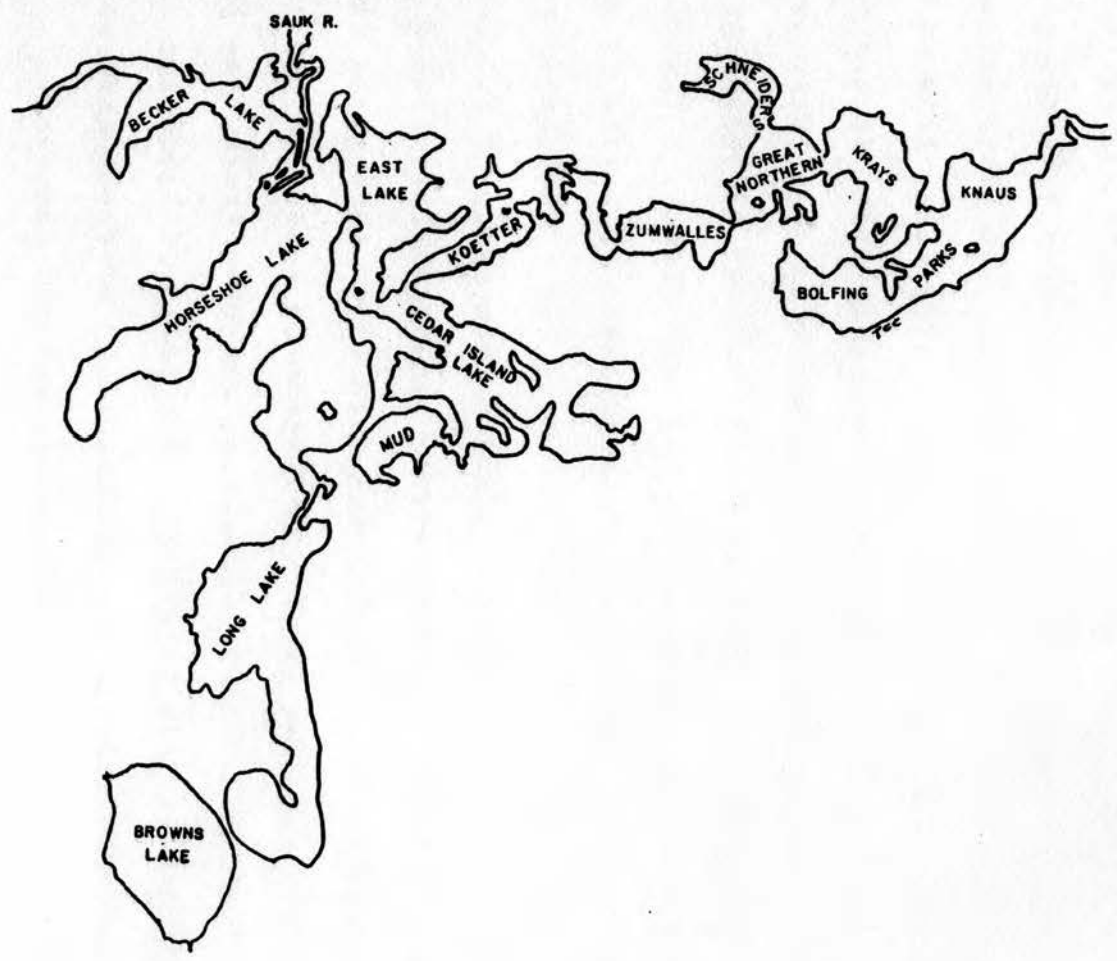 SAUK R.
BECKER LAKE
SCHNEIDERS
EAST
LAKE
GREAT
NORTHERN
KRAYS
KNAUS
KOETTER
ZUMWALLES
HORSESHOE LAKE
PARKS
BOLFING
CEDAR ISLAND
LAKE
MUD
LONG LAKE
BROWNS
LAKE